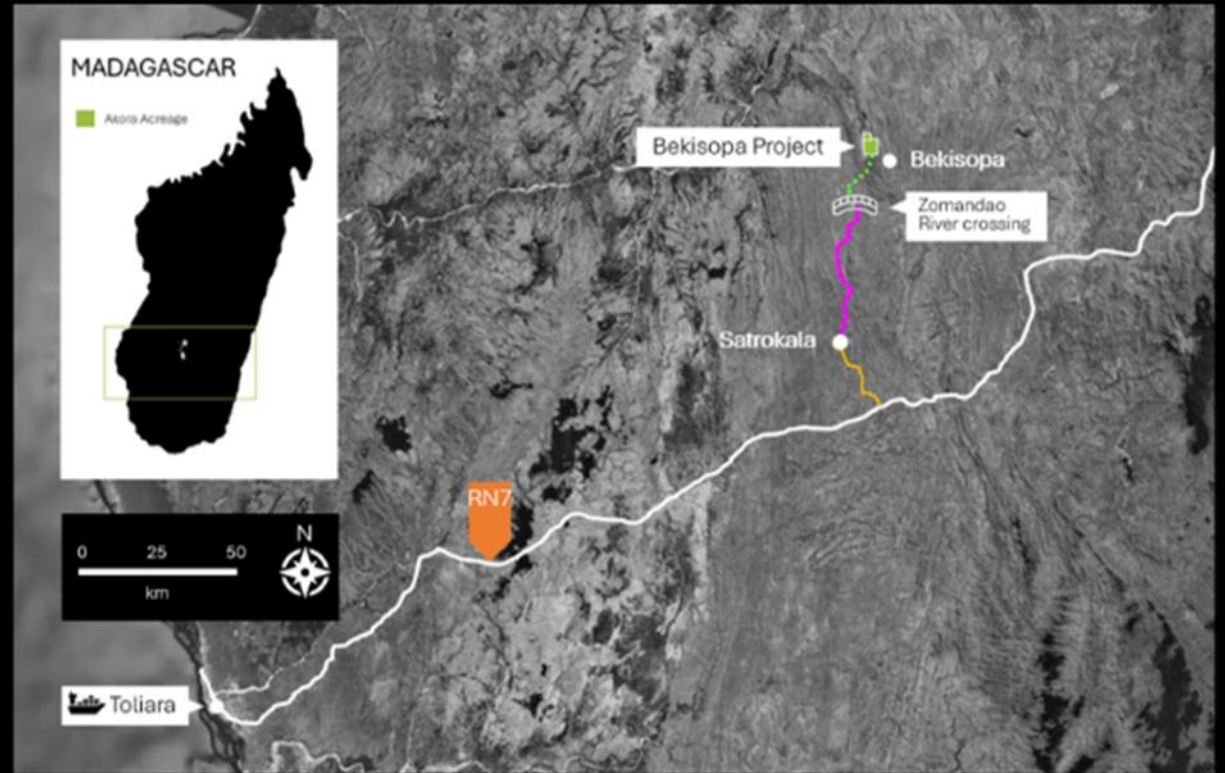 MADAGASCAR
Akora Acreage
Bekisopa Project
Bekisopa
Zomandao
River crossing
Satrokala
RN7
0 25 50
km
N
Toliara